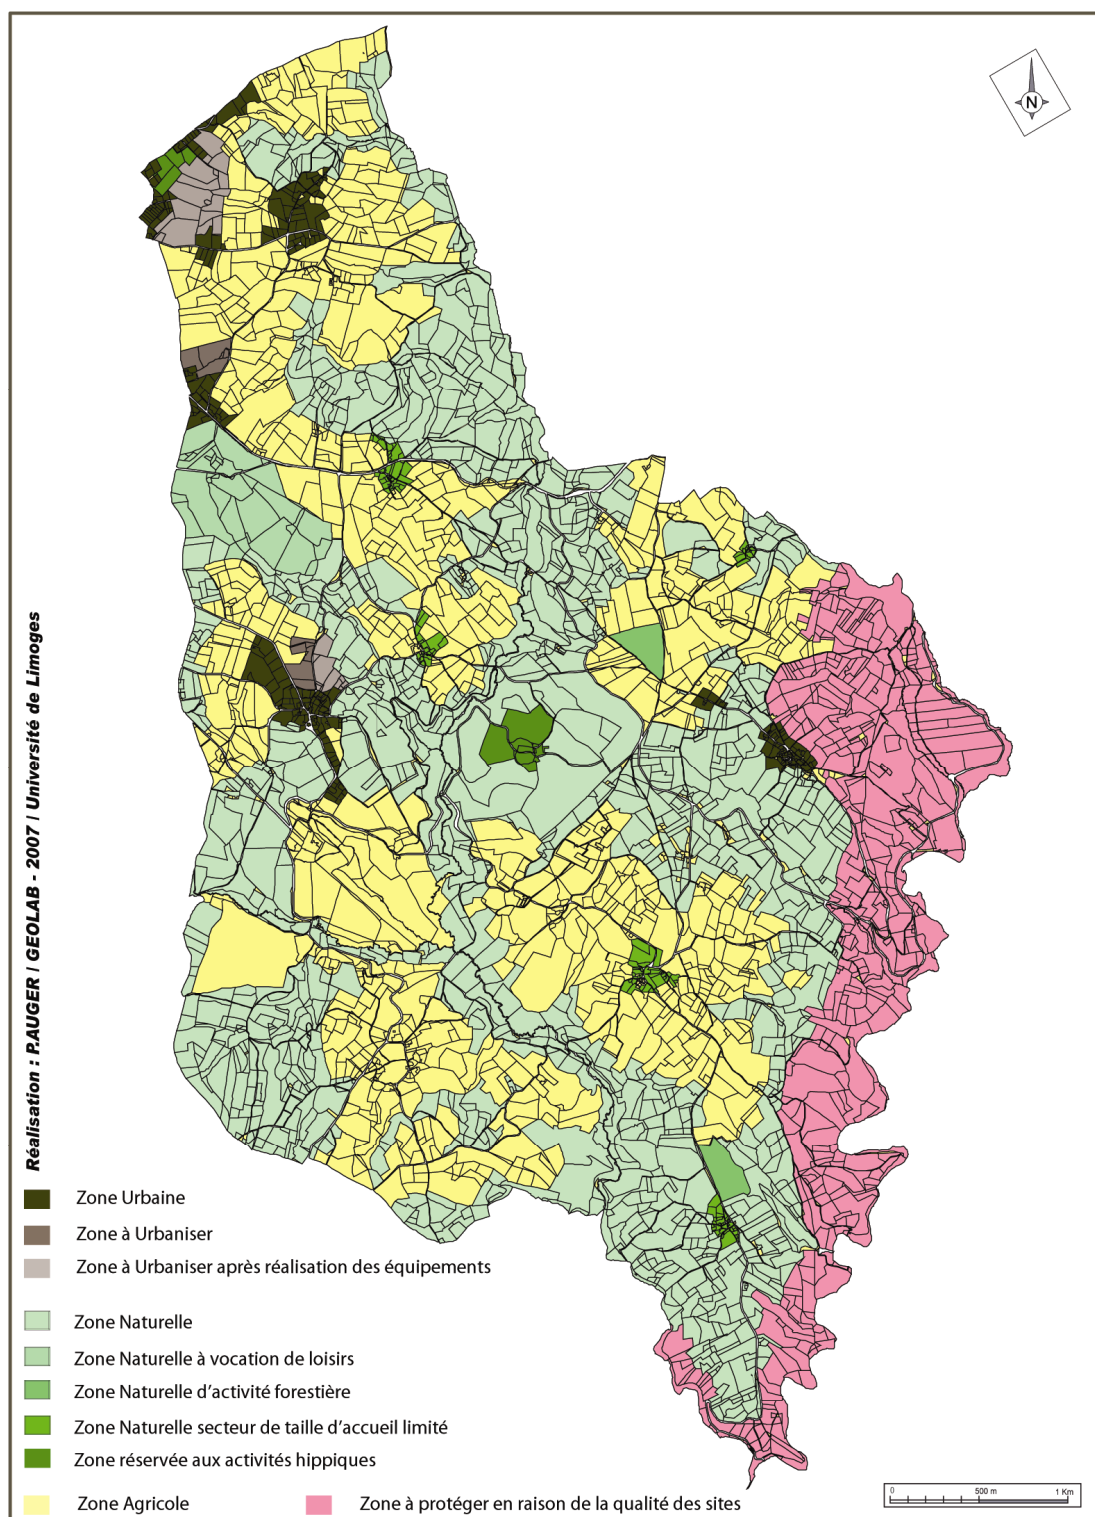 N
Réalisation : P.AUGER / GEOLAB - 2007 / Université de Limoges
Zone Urbaine
Zone à Urbaniser
Zone à Urbaniser après réalisation des équipements
Zone Naturelle
Zone Naturelle à vocation de loisirs
Zone Naturelle d'activité forestière
Zone Naturelle secteur de taille d'accueil limité
Zone réservée aux activités hippiques
Zone Agricole
Zone à protéger en raison de la qualité des sites
0 500 m 1 Km